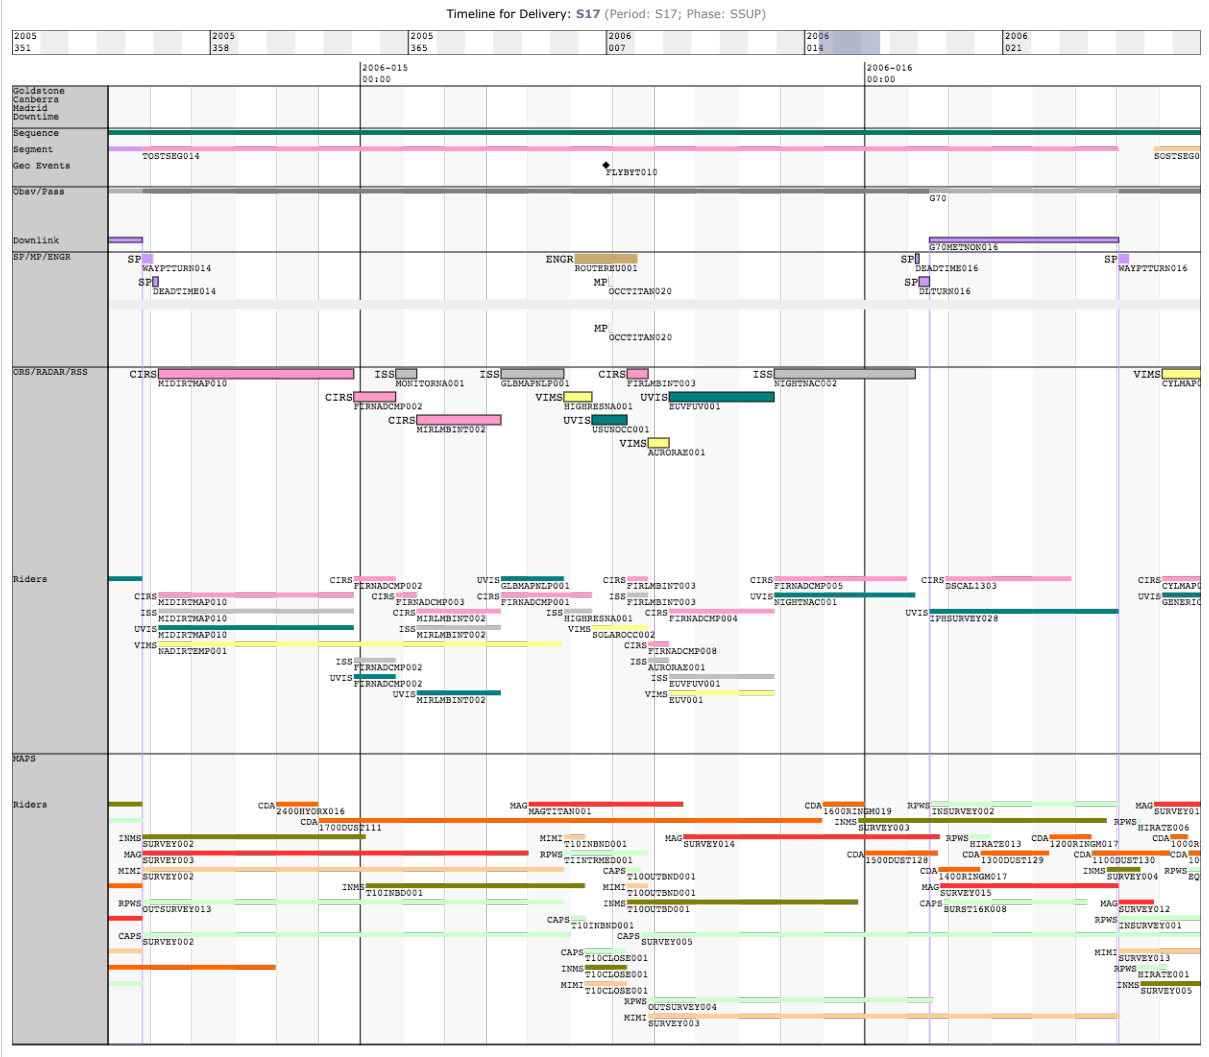 Timeline for Delivery: S17 (Period: S17; Phase: SSUP)
2005 2005 2005 2006 2006 2006
351 358 365 007 014 021
2006-015 2006-016
00:00 00:00
Goldstone
Canberra
Madrid
Downtime
Sequence
Segment
TOSTSEG014 SOSTSEG0
Geo Events
FLYBYT010
Obsv/Pass
G70
Downlink
G70METNON016
SP/MP/ENGR SP ENGR SP SP
WAYPTTURN014 ROUTEREU001 DEADTIME016 WAYPTTURN016
SP MP SP
DEADTIME014 OCCTITAN020 DLTURN016
MP
OCCTITAN020
ORS/RADAR/RSS CIRS ISS ISS CIRS ISS VIMS
MIDIRTMAP010 MONITORNA001 GLBMAPNLP001 FIRLMBINT003 NIGHTNAC002 CYLMAP0
CIRS VIMS UVIS
FIRNADCMP002 HIGHRESNA001 EUVFUV001
CIRS UVIS
MIRLMBINT002 USUNOCC001
VIMS
AURORAE001
Riders CIRS UVIS CIRS CIRS CIRS CIRS
FIRNADCMP002 GLBMAPNLP001 FIRLMBINT003 FIRNADCMP005 DSCAL1303 CYLMAP0
CIRS CIRS CIRS ISS UVIS UVIS
MIDIRTMAP010 FIRNADCMP003 FIRNADCMP001 FIRLMBINT003 NIGHTNAC001 GENERIC
ISS CIRS ISS CIRS UVIS
MIDIRTMAP010 MIRLMBINT002 HIGHRESNA001 FIRNADCMP004 IPHSURVEY028
UVIS ISS VIMS
MIDIRTMAP010 MIRLMBINT002 SOLAROCC002
VIMS CIRS
NADIRTEMP001 FIRNADCMP008
ISS ISS
FIRNADCMP002 AURORAE001
UVIS ISS
FIRNADCMP002 EUVFUV001
UVIS VIMS
MIRLMBINT002 EUV001
MAPS
Riders CDA MAG CDA RPWS MAG
2400HYORX016 MAGTITAN001 1600RINGM019 INSURVEY002 SURVEY01
CDA INMS RPWS
1700DUST111 SURVEY003 HIRATE006
INMS MIMI MAG RPWS CDA CDA
SURVEY002 T10INBND001 SURVEY014 HIRATE013 1200RINGM017 1000R
MAG RPWS CDA CDA CDA CDA
SURVEY003 TIINTRMED001 1500DUST128 1300DUST129 1100DUST130 10
MIMI CAPS CDA INMS RPWS
SURVEY002 T10OUTBND001 1400RINGM017 SURVEY004 EQ
INMS MIMI MAG
T10INBD001 T10OUTBND001 SURVEY015
RPWS INMS CAPS MAG
OUTSURVEY013 T10OUTBD001 BURST16K008 SURVEY012
CAPS RPWS
T10INBND001 INSURVEY001
CAPS CAPS
SURVEY002 SURVEY005
CAPS MIMI
T10CLOSE001 SURVEY013
INMS RPWS
T10CLOSE001 HIRATE001
MIMI INMS
T10CLOSE001 SURVEY005
RPWS
OUTSURVEY004
MIMI
SURVEY003